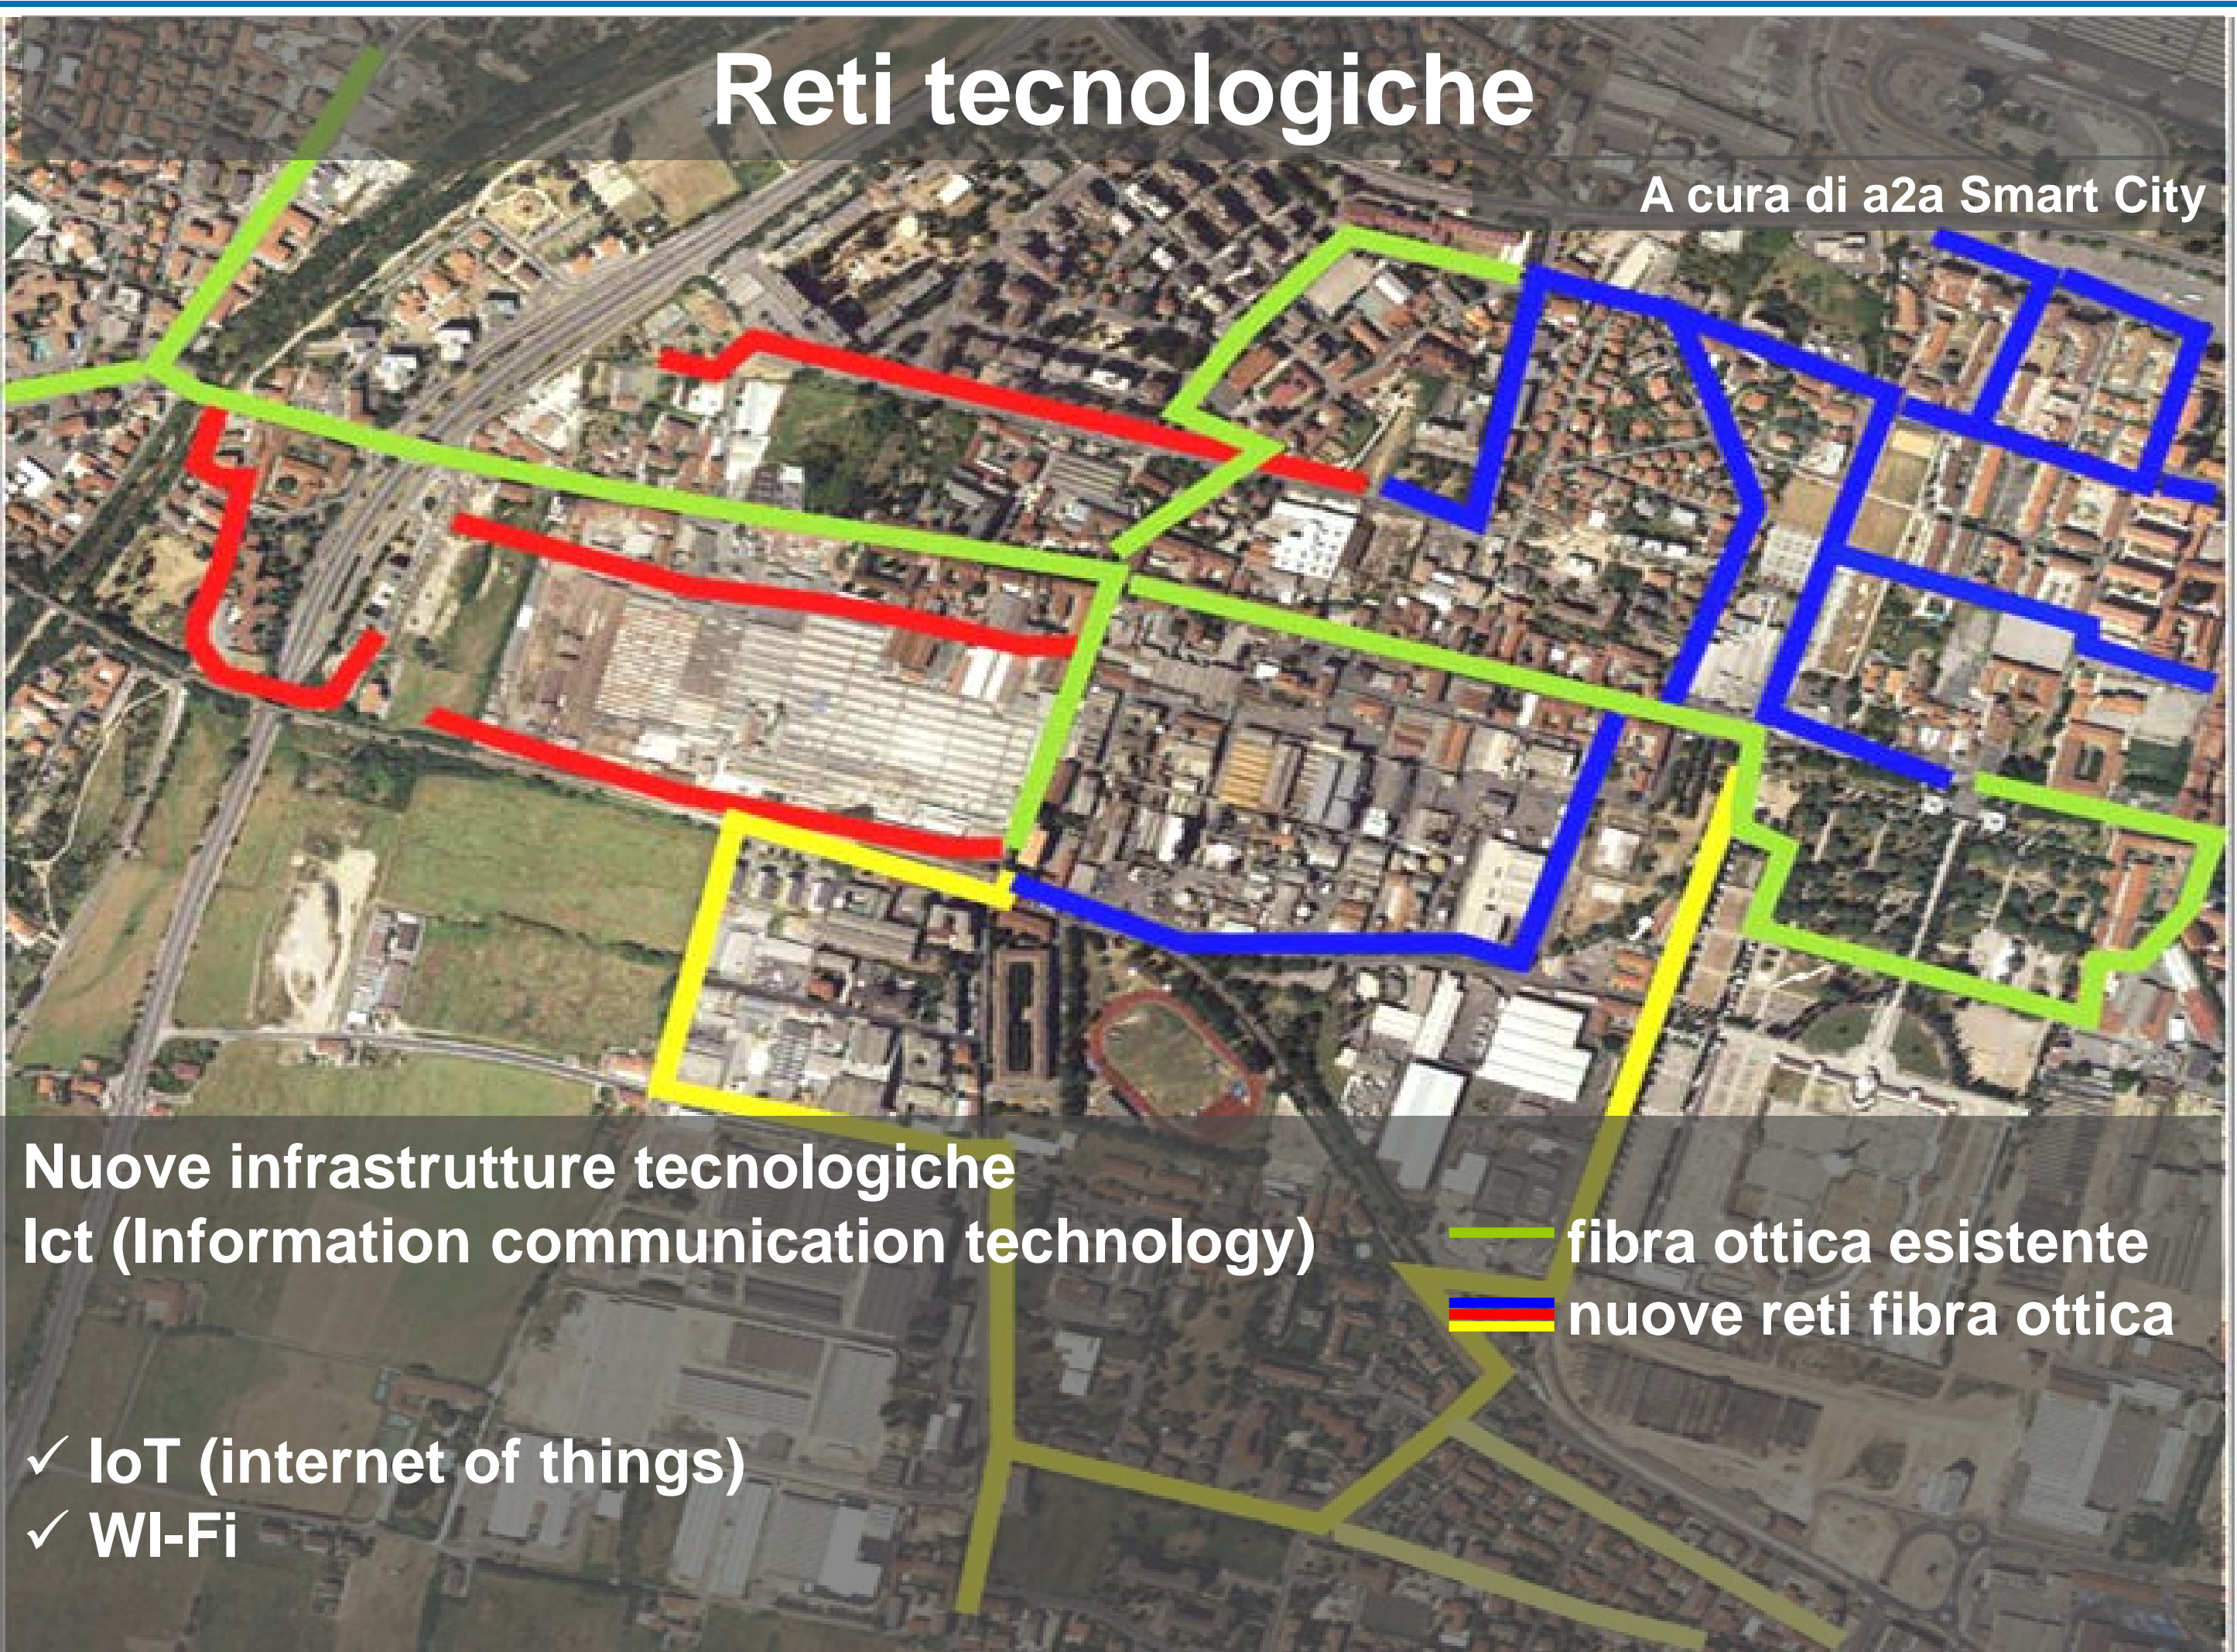 Reti tecnologiche
A cura di a2a Smart City
Nuove infrastrutture tecnologiche
Ict (Information communication technology)
fibra ottica esistente
nuove reti fibra ottica
✓ IoT (internet of things)
✓ WI-Fi